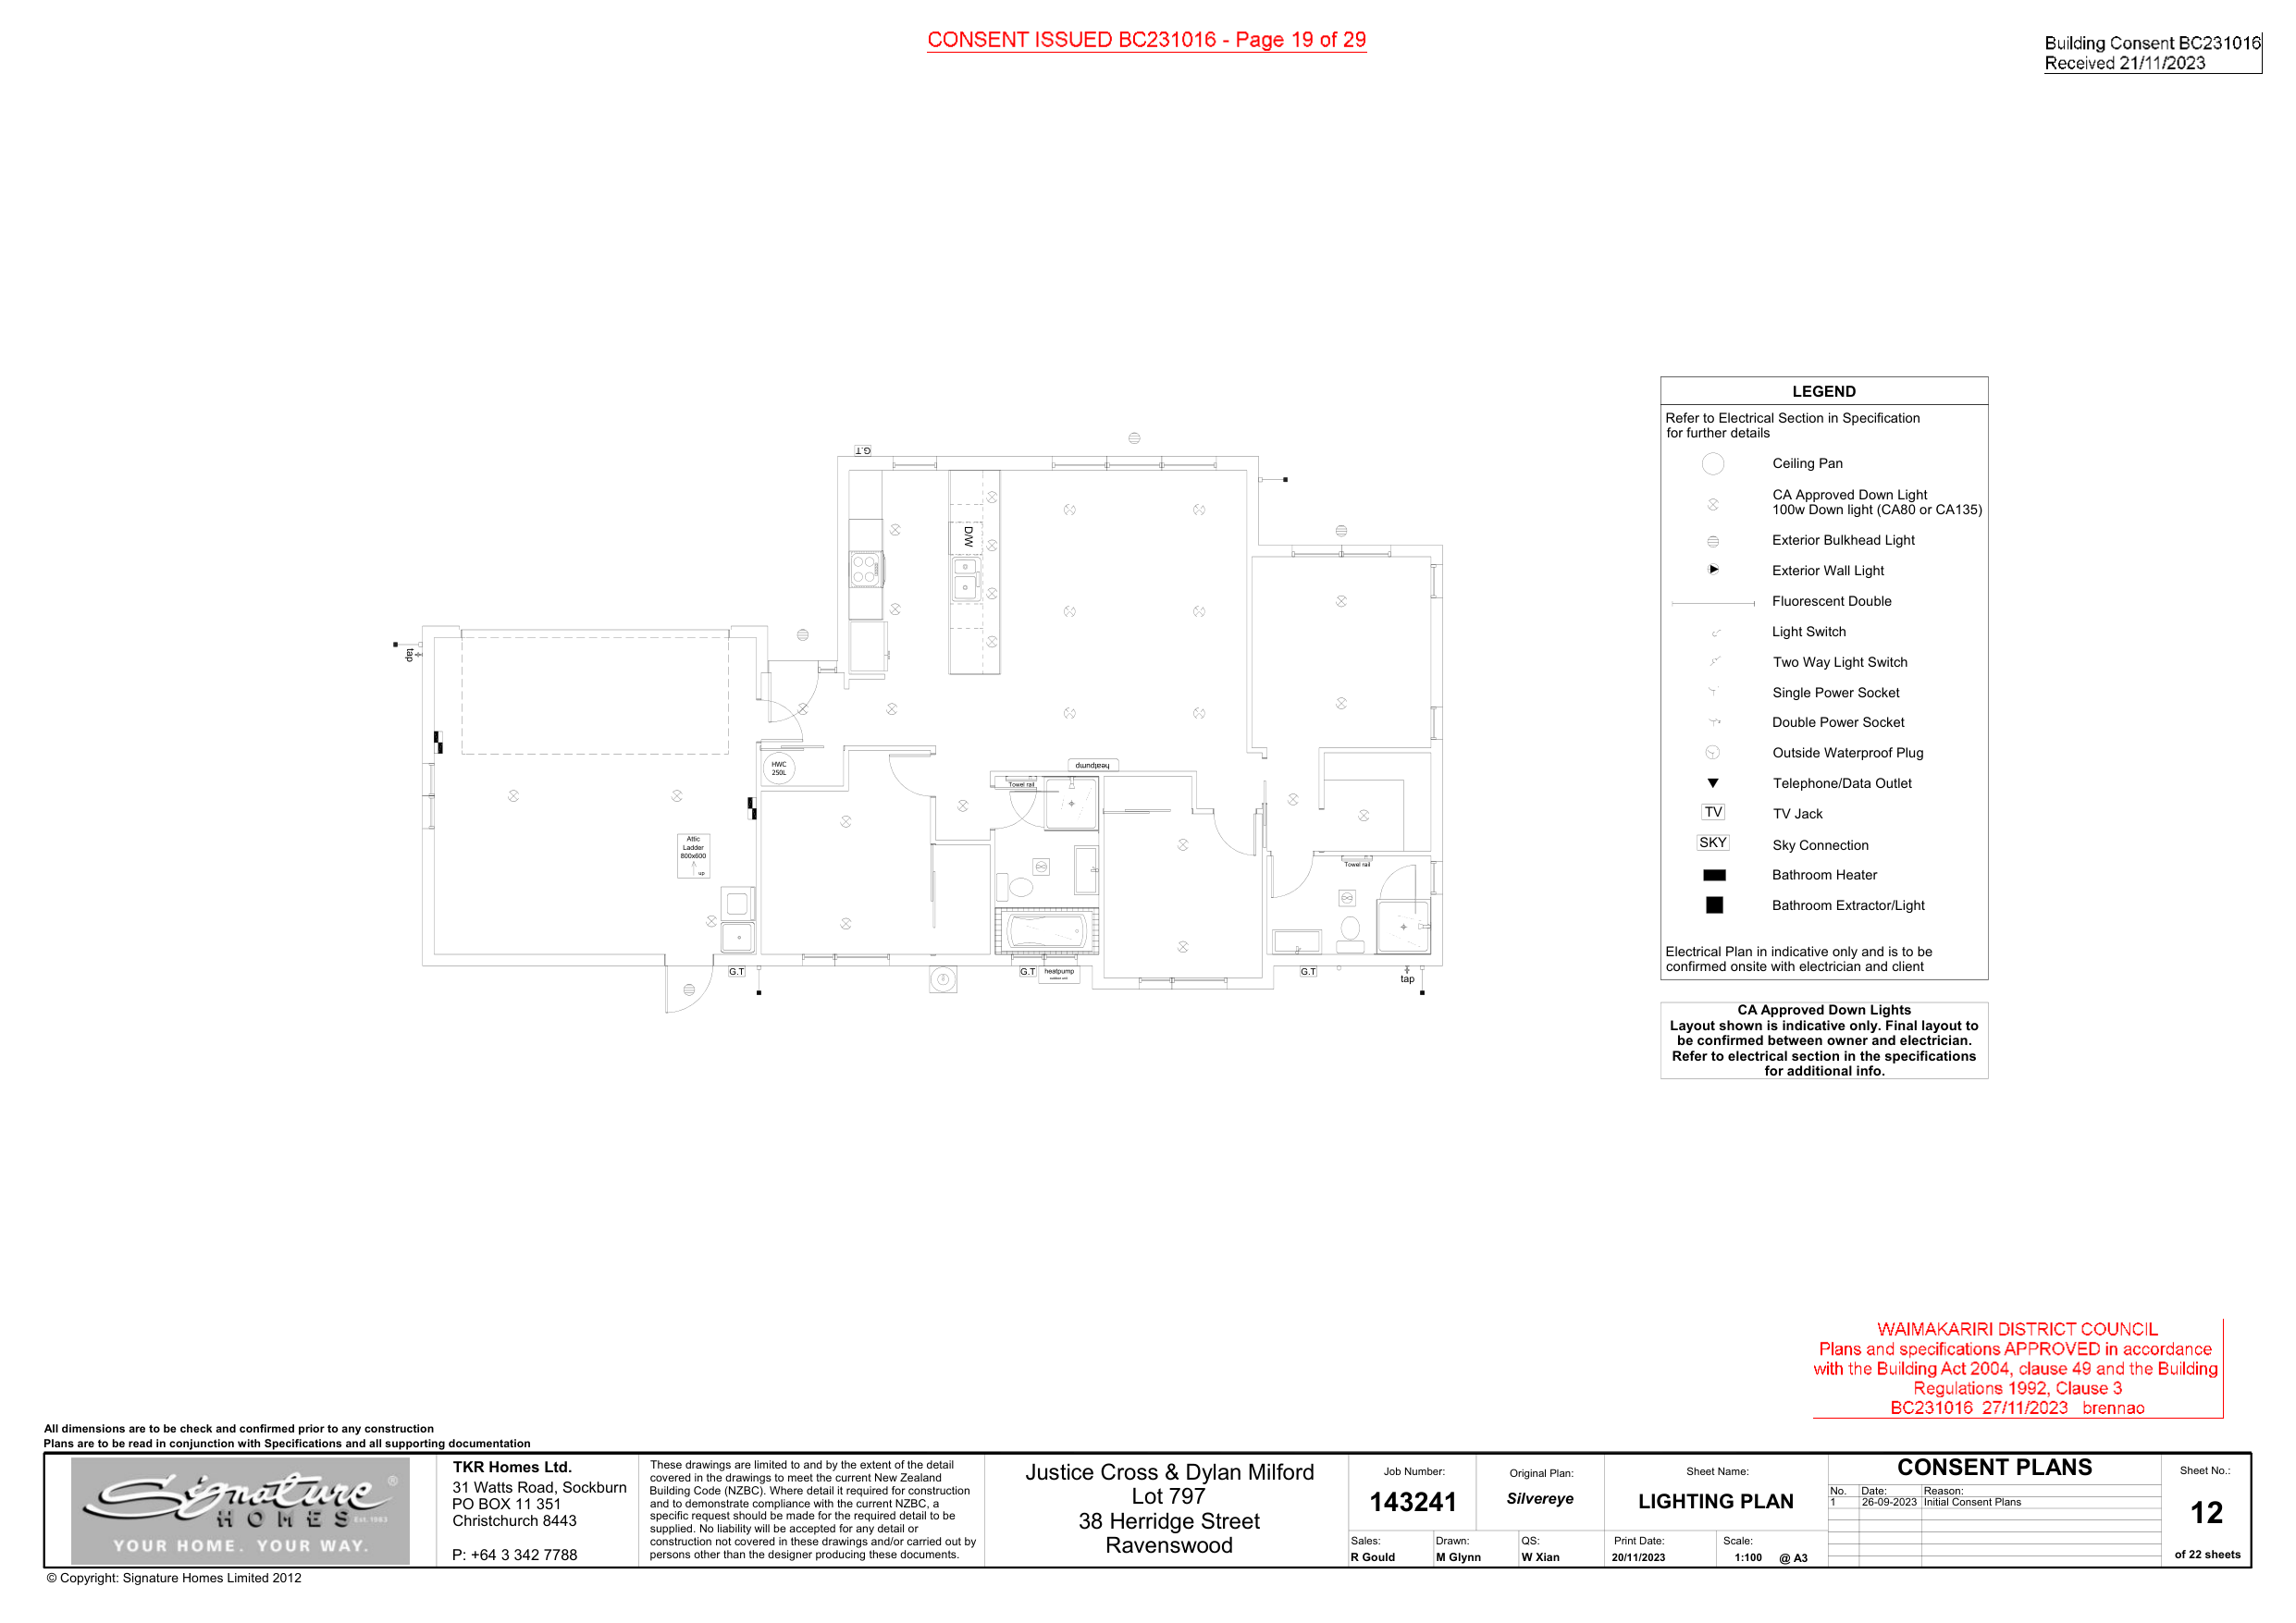 CONSENT ISSUED BC231016 - Page 19 of 29
Building Consent BC231016
Received 21/11/2023
LEGEND
Refer to Electrical Section in Specification
for further details
Ceiling Pan
CA Approved Down Light
100w Down light (CA80 or CA135)
Exterior Bulkhead Light
Exterior Wall Light
Fluorescent Double
Light Switch
Two Way Light Switch
Single Power Socket
Double Power Socket
Outside Waterproof Plug
Telephone/Data Outlet
TV TV Jack
SKY Sky Connection
Bathroom Heater
Bathroom Extractor/Light
Electrical Plan in indicative only and is to be
confirmed onsite with electrician and client
CA Approved Down Lights
Layout shown is indicative only. Final layout to
be confirmed between owner and electrician.
Refer to electrical section in the specifications
for additional info.
G.T
D/W
tap
HWC
250L
heatpump
Towel rail
Attic
Ladder
800x600
up
Towel rail
G.T
G.T
heatpump
outdoor unit
G.T
tap
WAIMAKARIRI DISTRICT COUNCIL
Plans and specifications APPROVED in accordance
with the Building Act 2004, clause 49 and the Building
Regulations 1992, Clause 3
BC231016 27/11/2023 brennao
All dimensions are to be check and confirmed prior to any construction
Plans are to be read in conjunction with Specifications and all supporting documentation
Signature ®
HOMES Est. 1983
YOUR HOME. YOUR WAY.
TKR Homes Ltd.
31 Watts Road, Sockburn
PO BOX 11 351
Christchurch 8443
P: +64 3 342 7788
These drawings are limited to and by the extent of the detail
covered in the drawings to meet the current New Zealand
Building Code (NZBC). Where detail it required for construction
and to demonstrate compliance with the current NZBC, a
specific request should be made for the required detail to be
supplied. No liability will be accepted for any detail or
construction not covered in these drawings and/or carried out by
persons other than the designer producing these documents.
Justice Cross & Dylan Milford
Lot 797
38 Herridge Street
Ravenswood
Job Number:
143241
Original Plan:
Silvereye
Sheet Name:
LIGHTING PLAN
Sales:
R Gould
Drawn:
M Glynn
QS:
W Xian
Print Date:
20/11/2023
Scale:
1:100 @ A3
CONSENT PLANS
No. Date: Reason:
1 26-09-2023 Initial Consent Plans
Sheet No.:
12
of 22 sheets
© Copyright: Signature Homes Limited 2012